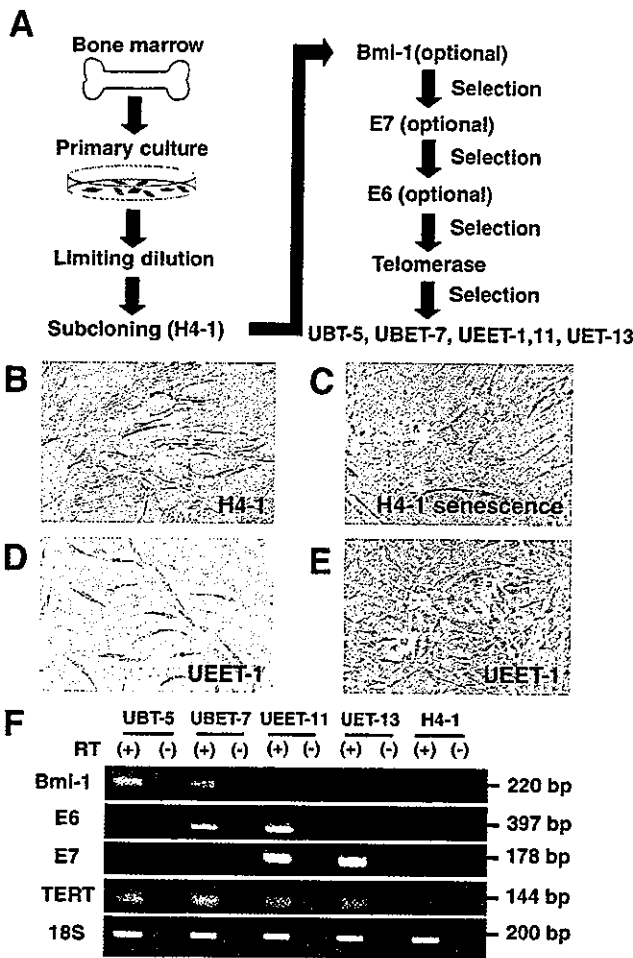 A
Bone marrow
Primary culture
Limiting dilution
Subcloning (H4-1)
Bmi-1(optional)
Selection
E7 (optional)
Selection
E6 (optional)
Selection
Telomerase
Selection
UBT-5, UBET-7, UEET-1,11, UET-13
B
H4-1
C
H4-1 senescence
D
UEET-1
E
UEET-1
F
UBT-5 UBET-7 UEET-11 UET-13 H4-1
RT (+) (-) (+) (-) (+) (-) (+) (-) (+) (-)
Bmi-1 220 bp
E6 397 bp
E7 178 bp
TERT 144 bp
18S 200 bp